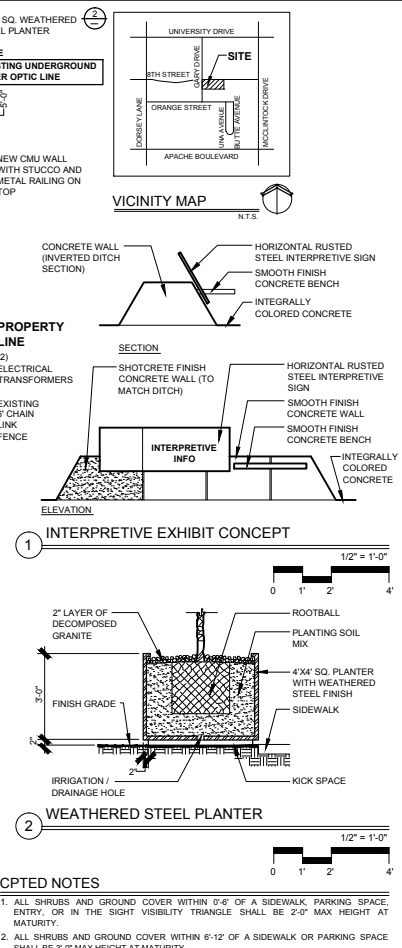 SQ. WEATHERED
L PLANTER
2
STING UNDERGROUND
ER OPTIC LINE
NEW CMU WALL
WITH STUCCO AND
METAL RAILING ON
TOP
UNIVERSITY DRIVE
GARY DRIVE
SITE
8TH STREET
ORANGE STREET
DORSEY LANE
UNA AVENUE
BUTTE AVENUE
MCCLINTOCK DRIVE
APACHE BOULEVARD
VICINITY MAP
N.T.S.
CONCRETE WALL
(INVERTED DITCH
SECTION)
HORIZONTAL RUSTED
STEEL INTERPRETIVE SIGN
SMOOTH FINISH
CONCRETE BENCH
INTEGRALLY
COLORED CONCRETE
SECTION
PROPERTY
LINE
2)
ELECTRICAL
TRANSFORMERS
EXISTING
6' CHAIN
LINK
FENCE
SHOTCRETE FINISH
CONCRETE WALL (TO
MATCH DITCH)
HORIZONTAL RUSTED
STEEL INTERPRETIVE
SIGN
SMOOTH FINISH
CONCRETE WALL
SMOOTH FINISH
CONCRETE BENCH
INTEGRALLY
COLORED
CONCRETE
INTERPRETIVE
INFO
ELEVATION
1
INTERPRETIVE EXHIBIT CONCEPT
1/2" = 1'-0"
0 1' 2' 4'
2" LAYER OF
DECOMPOSED
GRANITE
ROOTBALL
PLANTING SOIL
MIX
4'X4' SQ. PLANTER
WITH WEATHERED
STEEL FINISH
3'-0"
FINISH GRADE
SIDEWALK
2"
2"
IRRIGATION /
DRAINAGE HOLE
KICK SPACE
2
WEATHERED STEEL PLANTER
1/2" = 1'-0"
0 1' 2' 4'
CPTED NOTES
1. ALL SHRUBS AND GROUND COVER WITHIN 0'-6' OF A SIDEWALK, PARKING SPACE,
ENTRY, OR IN THE SIGHT VISIBILITY TRIANGLE SHALL BE 2'-0" MAX HEIGHT AT
MATURITY.
2. ALL SHRUBS AND GROUND COVER WITHIN 6'-12' OF A SIDEWALK OR PARKING SPACE
SHALL BE 3'-0" MAX HEIGHT AT MATURITY.